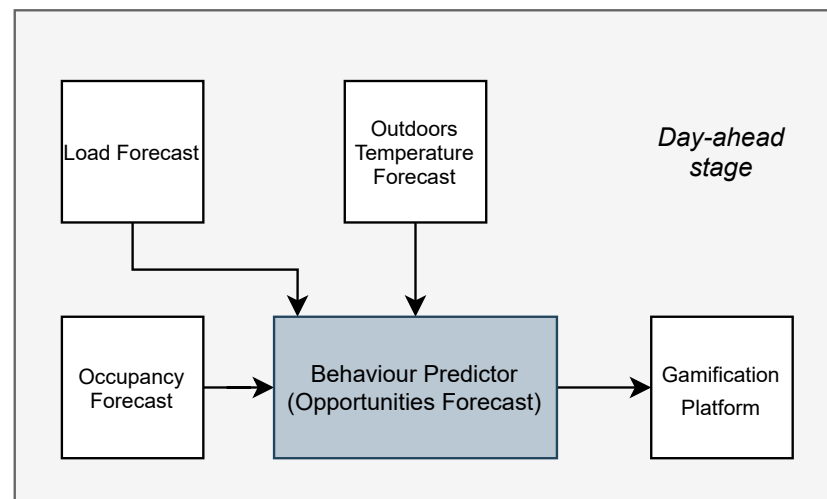 Load Forecast
Outdoors
Temperature
Forecast
Day-ahead
stage
Occupancy
Forecast
Behaviour Predictor
(Opportunities Forecast)
Gamification
Platform